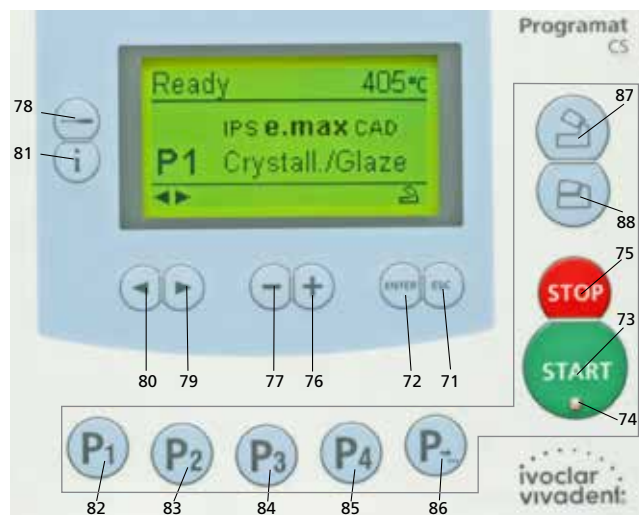 Programat
CS
Ready 405°C
IPS e.max CAD
P1 Crystall./Glaze
78
81
i
87
88
75
STOP
73
START
74
ENTER ESC
80 79 77 76 72 71
P1 P2 P3 P4 P
82 83 84 85 86
ivoclar
vivadent: